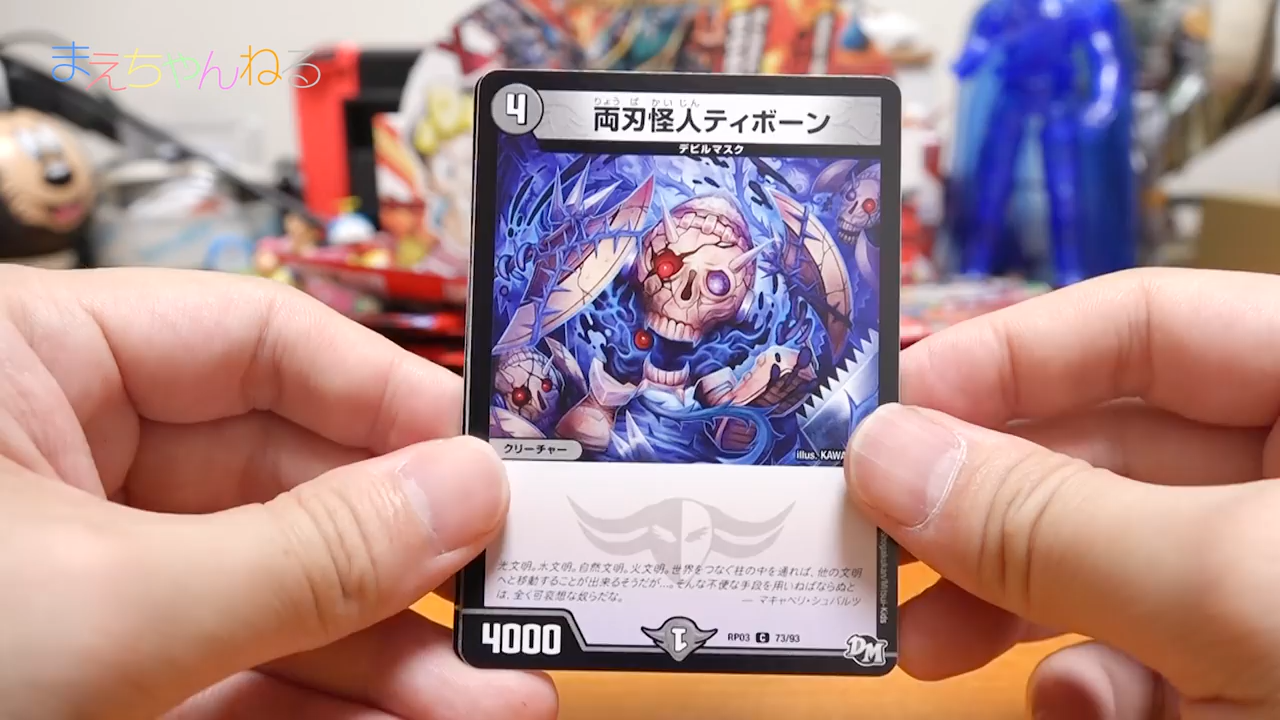 まえちゃんねる
4
りょう ば かい じん
両刃怪人ティボーン
デビルマスク
クリーチャー
illus. KAWA
光文明。水文明。自然文明。火文明。世界をつなぐ柱の中を通れば、他の文明
へと移動することが出来るそうだが…。そんな不便な手段を用いねばならぬと
は、全く可哀想な奴らだな。
― マキャベリ・シュバルツ
4000
1
RP03 C 73/93
DM